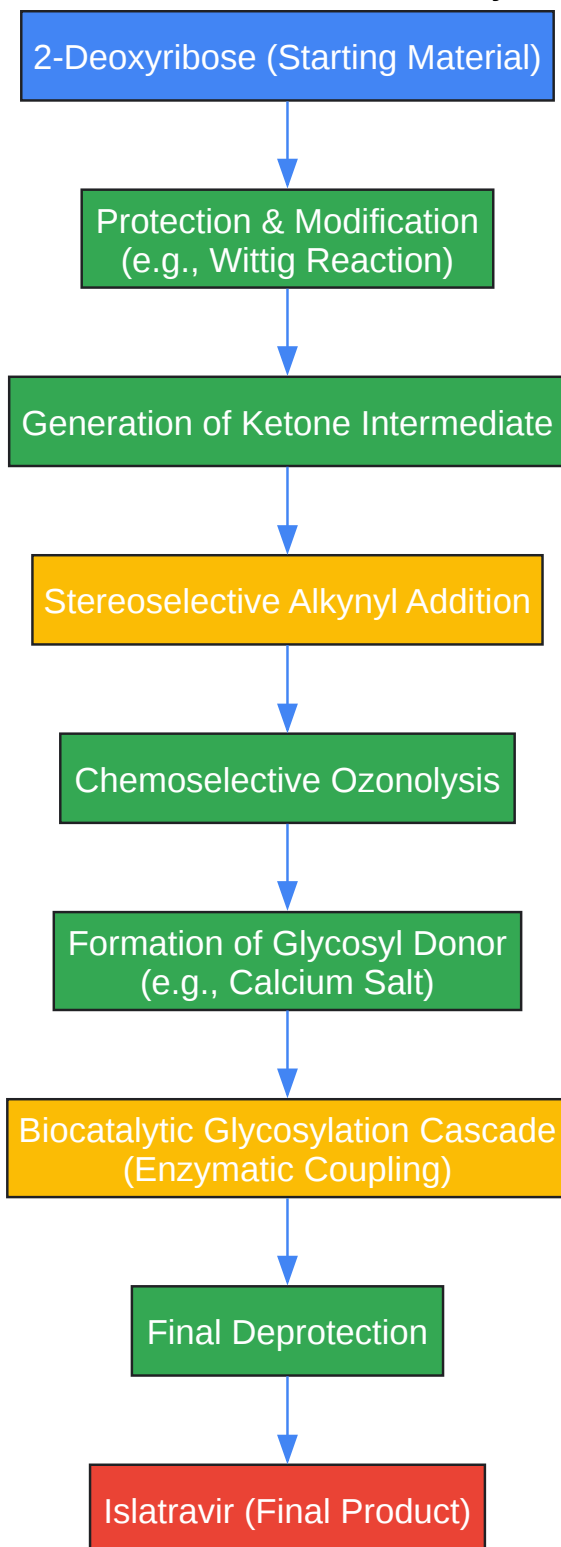 2-Deoxyribose (Starting Material)
Protection & Modification
(e.g., Wittig Reaction)
Generation of Ketone Intermediate
Stereoselective Alkynyl Addition
Chemoselective Ozonolysis
Formation of Glycosyl Donor
(e.g., Calcium Salt)
Biocatalytic Glycosylation Cascade
(Enzymatic Coupling)
Final Deprotection
Islatravir (Final Product)